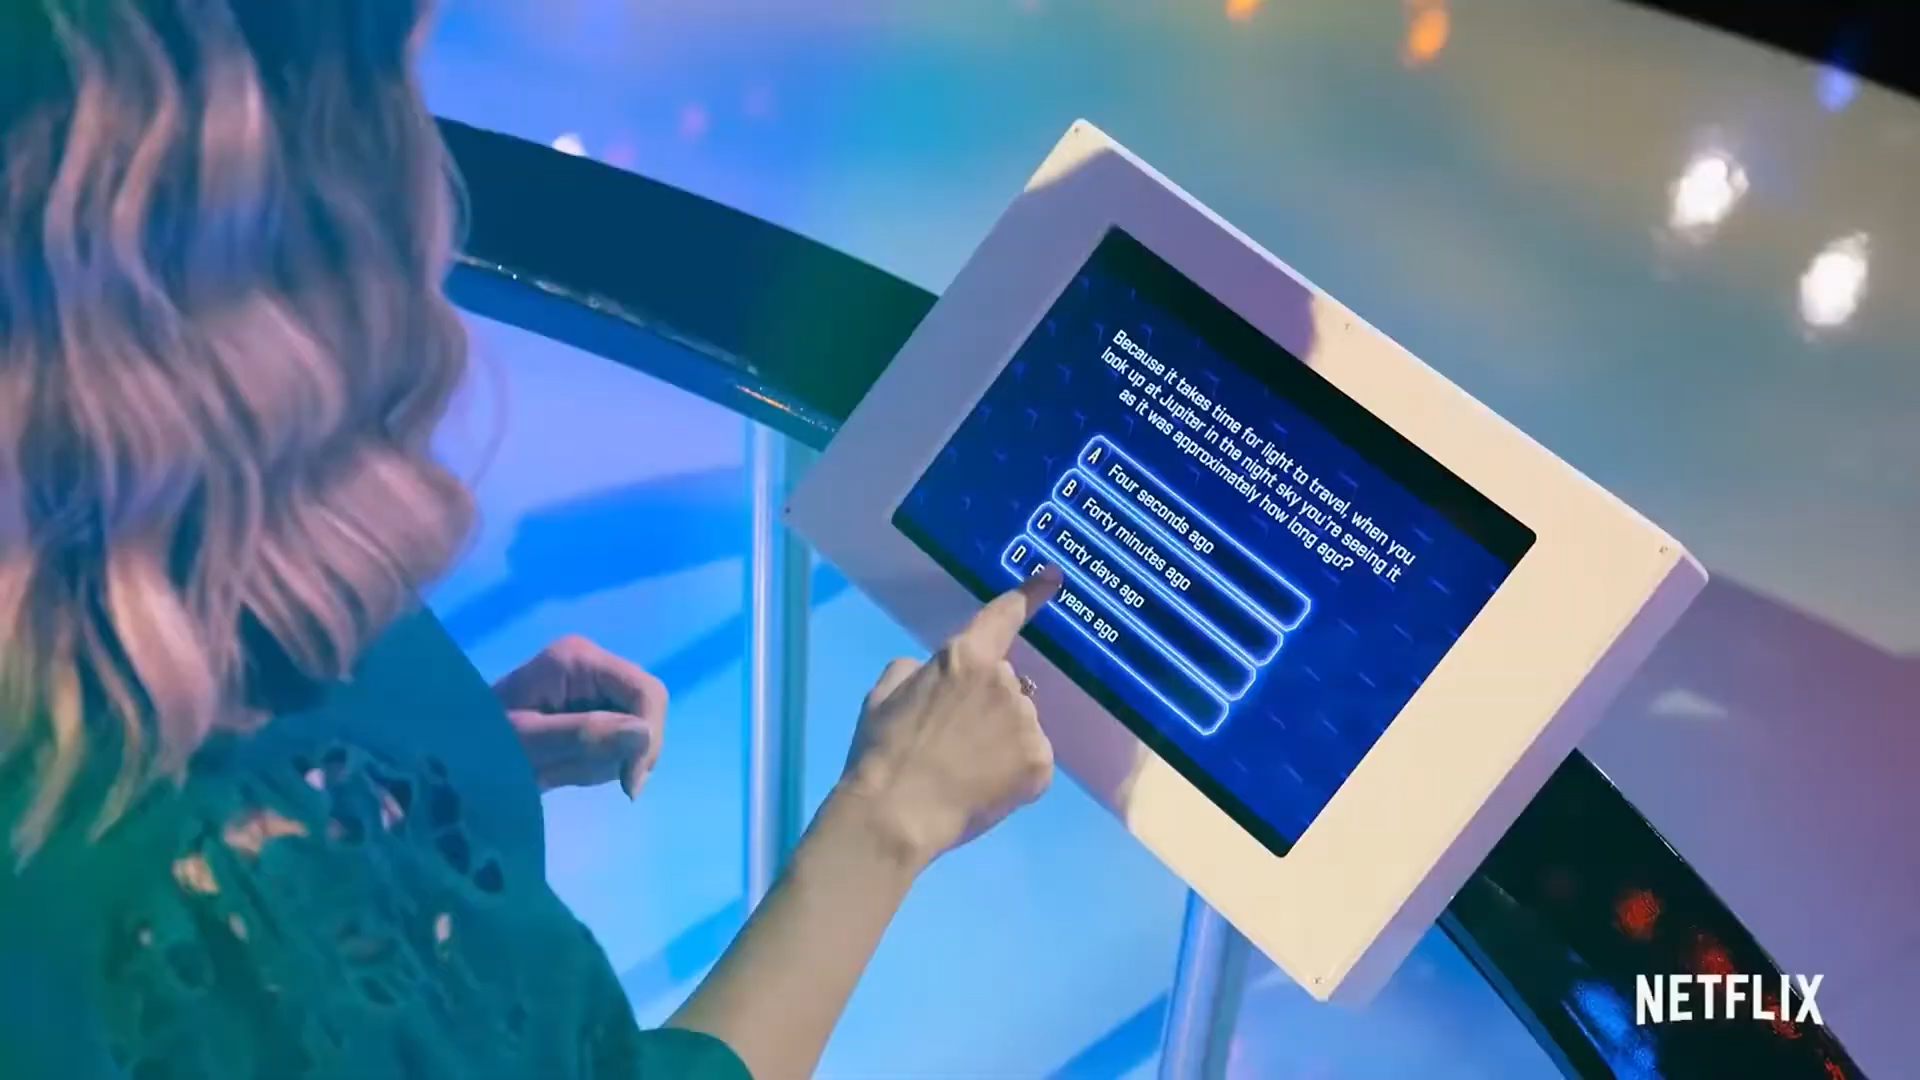 Because it takes time for light to travel, when you
look up at Jupiter in the night sky you're seeing it
as it was approximately how long ago?
A Four seconds ago
B Forty minutes ago
C Forty days ago
D years ago
NETFLIX